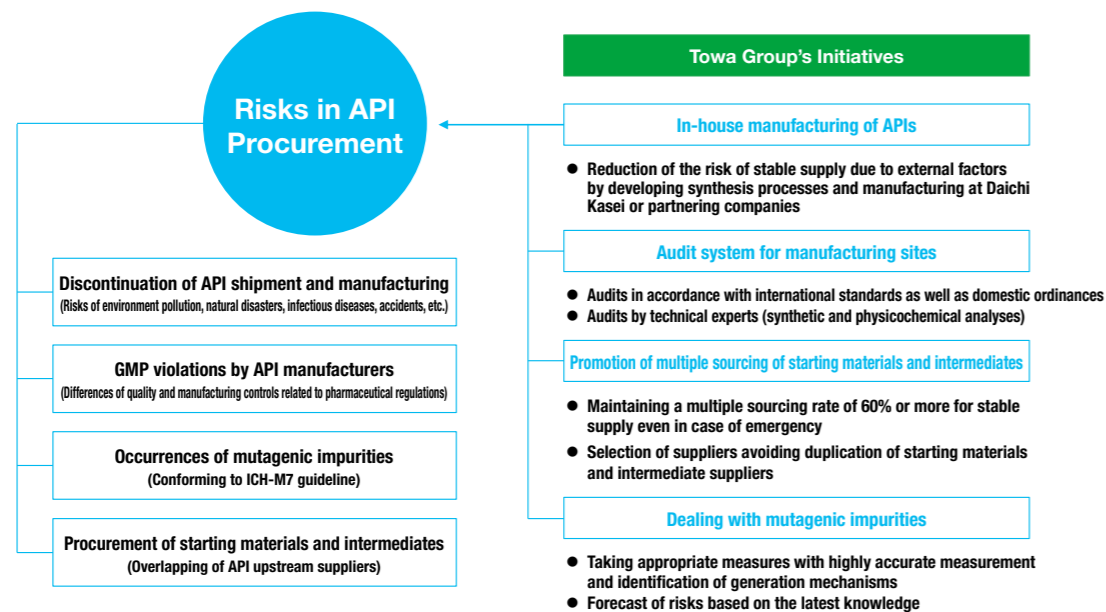 Risks in API
Procurement
Discontinuation of API shipment and manufacturing
(Risks of environment pollution, natural disasters, infectious diseases, accidents, etc.)
GMP violations by API manufacturers
(Differences of quality and manufacturing controls related to pharmaceutical regulations)
Occurrences of mutagenic impurities
(Conforming to ICH-M7 guideline)
Procurement of starting materials and intermediates
(Overlapping of API upstream suppliers)
Towa Group's Initiatives
In-house manufacturing of APIs
● Reduction of the risk of stable supply due to external factors
by developing synthesis processes and manufacturing at Daichi
Kasei or partnering companies
Audit system for manufacturing sites
● Audits in accordance with international standards as well as domestic ordinances
● Audits by technical experts (synthetic and physicochemical analyses)
Promotion of multiple sourcing of starting materials and intermediates
● Maintaining a multiple sourcing rate of 60% or more for stable
supply even in case of emergency
● Selection of suppliers avoiding duplication of starting materials
and intermediate suppliers
Dealing with mutagenic impurities
● Taking appropriate measures with highly accurate measurement
and identification of generation mechanisms
● Forecast of risks based on the latest knowledge